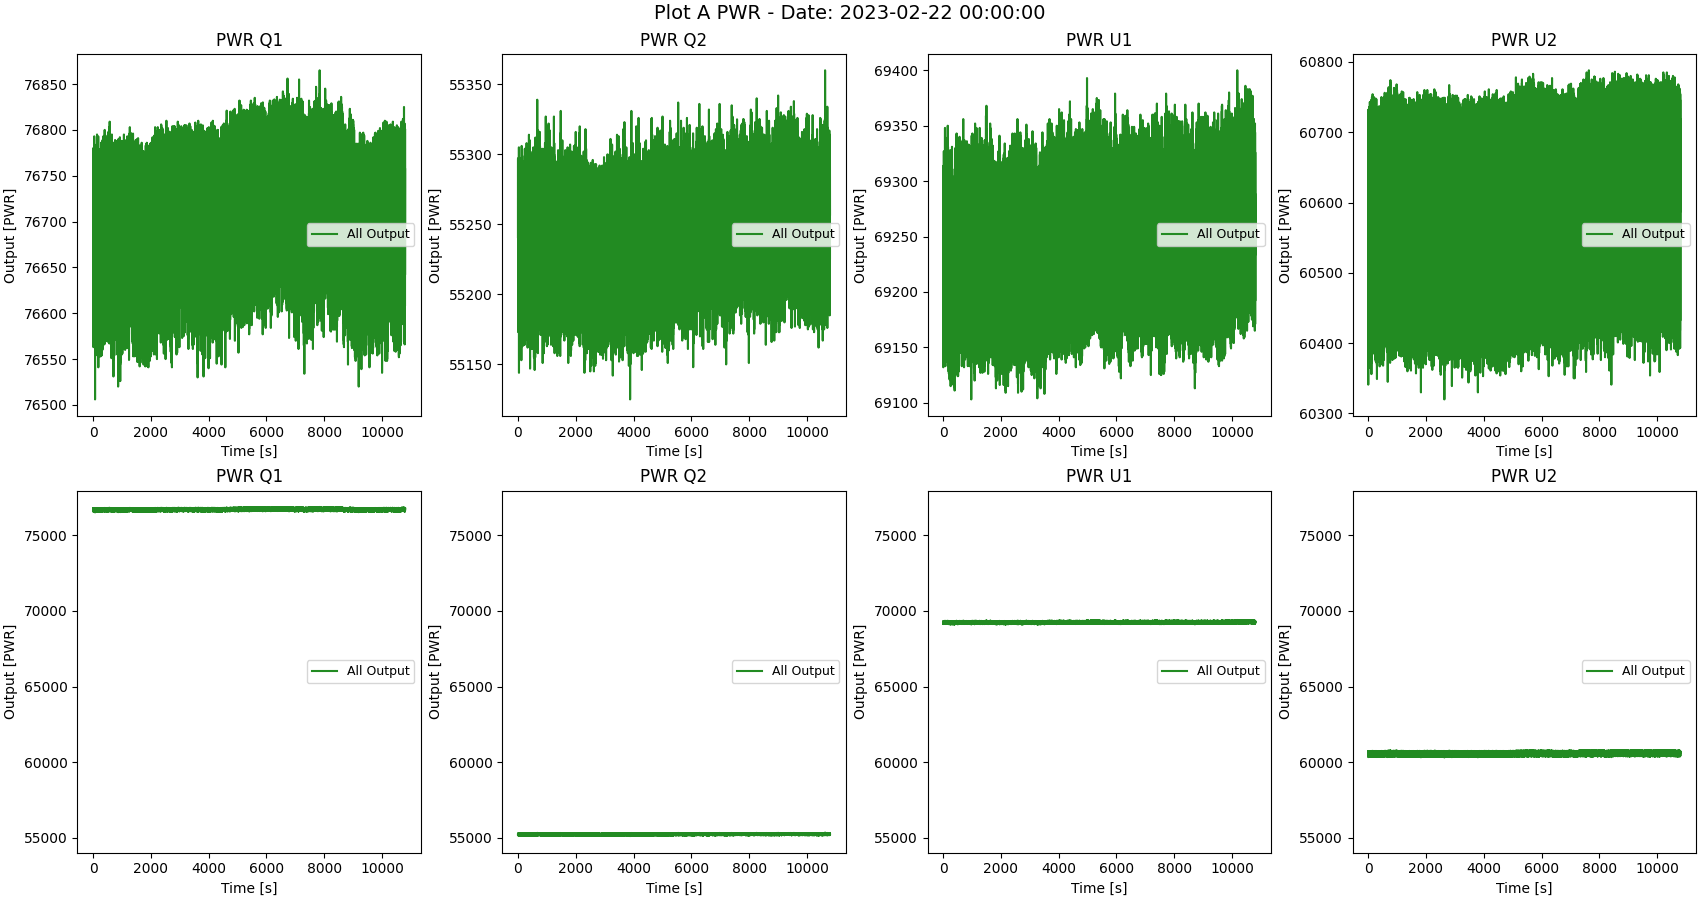 Plot A PWR - Date: 2023-02-22 00:00:00
PWR Q1
Output [PWR]
76850
76800
76750
76700
76650
76600
76550
76500
All Output
0 2000 4000 6000 8000 10000
Time [s]
PWR Q2
Output [PWR]
55350
55300
55250
55200
55150
All Output
0 2000 4000 6000 8000 10000
Time [s]
PWR U1
Output [PWR]
69400
69350
69300
69250
69200
69150
69100
All Output
0 2000 4000 6000 8000 10000
Time [s]
PWR U2
Output [PWR]
60800
60700
60600
60500
60400
60300
All Output
0 2000 4000 6000 8000 10000
Time [s]
PWR Q1
Output [PWR]
75000
70000
65000
60000
55000
All Output
0 2000 4000 6000 8000 10000
Time [s]
PWR Q2
Output [PWR]
75000
70000
65000
60000
55000
All Output
0 2000 4000 6000 8000 10000
Time [s]
PWR U1
Output [PWR]
75000
70000
65000
60000
55000
All Output
0 2000 4000 6000 8000 10000
Time [s]
PWR U2
Output [PWR]
75000
70000
65000
60000
55000
All Output
0 2000 4000 6000 8000 10000
Time [s]